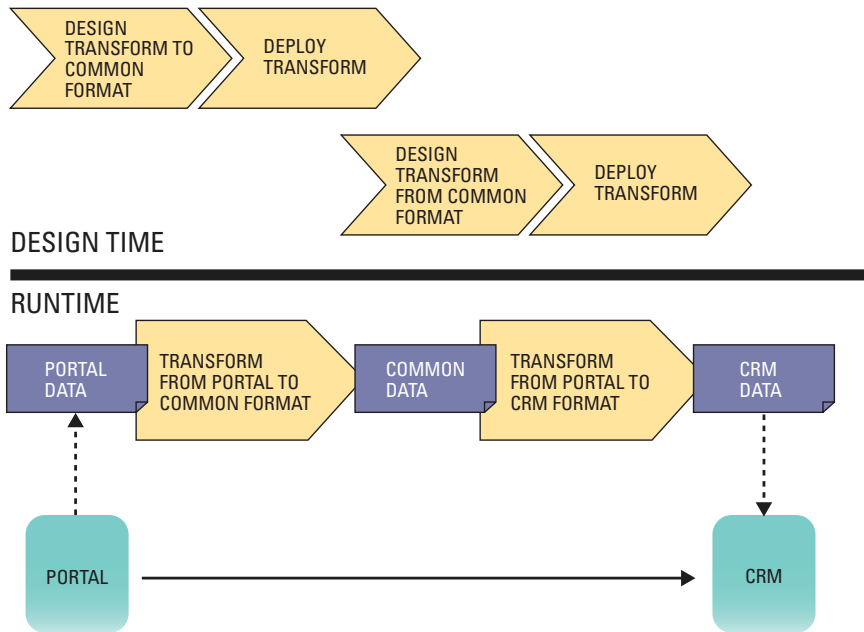 DESIGN
TRANSFORM TO
COMMON
FORMAT
DEPLOY
TRANSFORM
DESIGN
TRANSFORM
FROM COMMON
FORMAT
DEPLOY
TRANSFORM
DESIGN TIME
RUNTIME
PORTAL
DATA
TRANSFORM
FROM PORTAL TO
COMMON FORMAT
COMMON
DATA
TRANSFORM
FROM PORTAL TO
CRM FORMAT
CRM
DATA
PORTAL
CRM